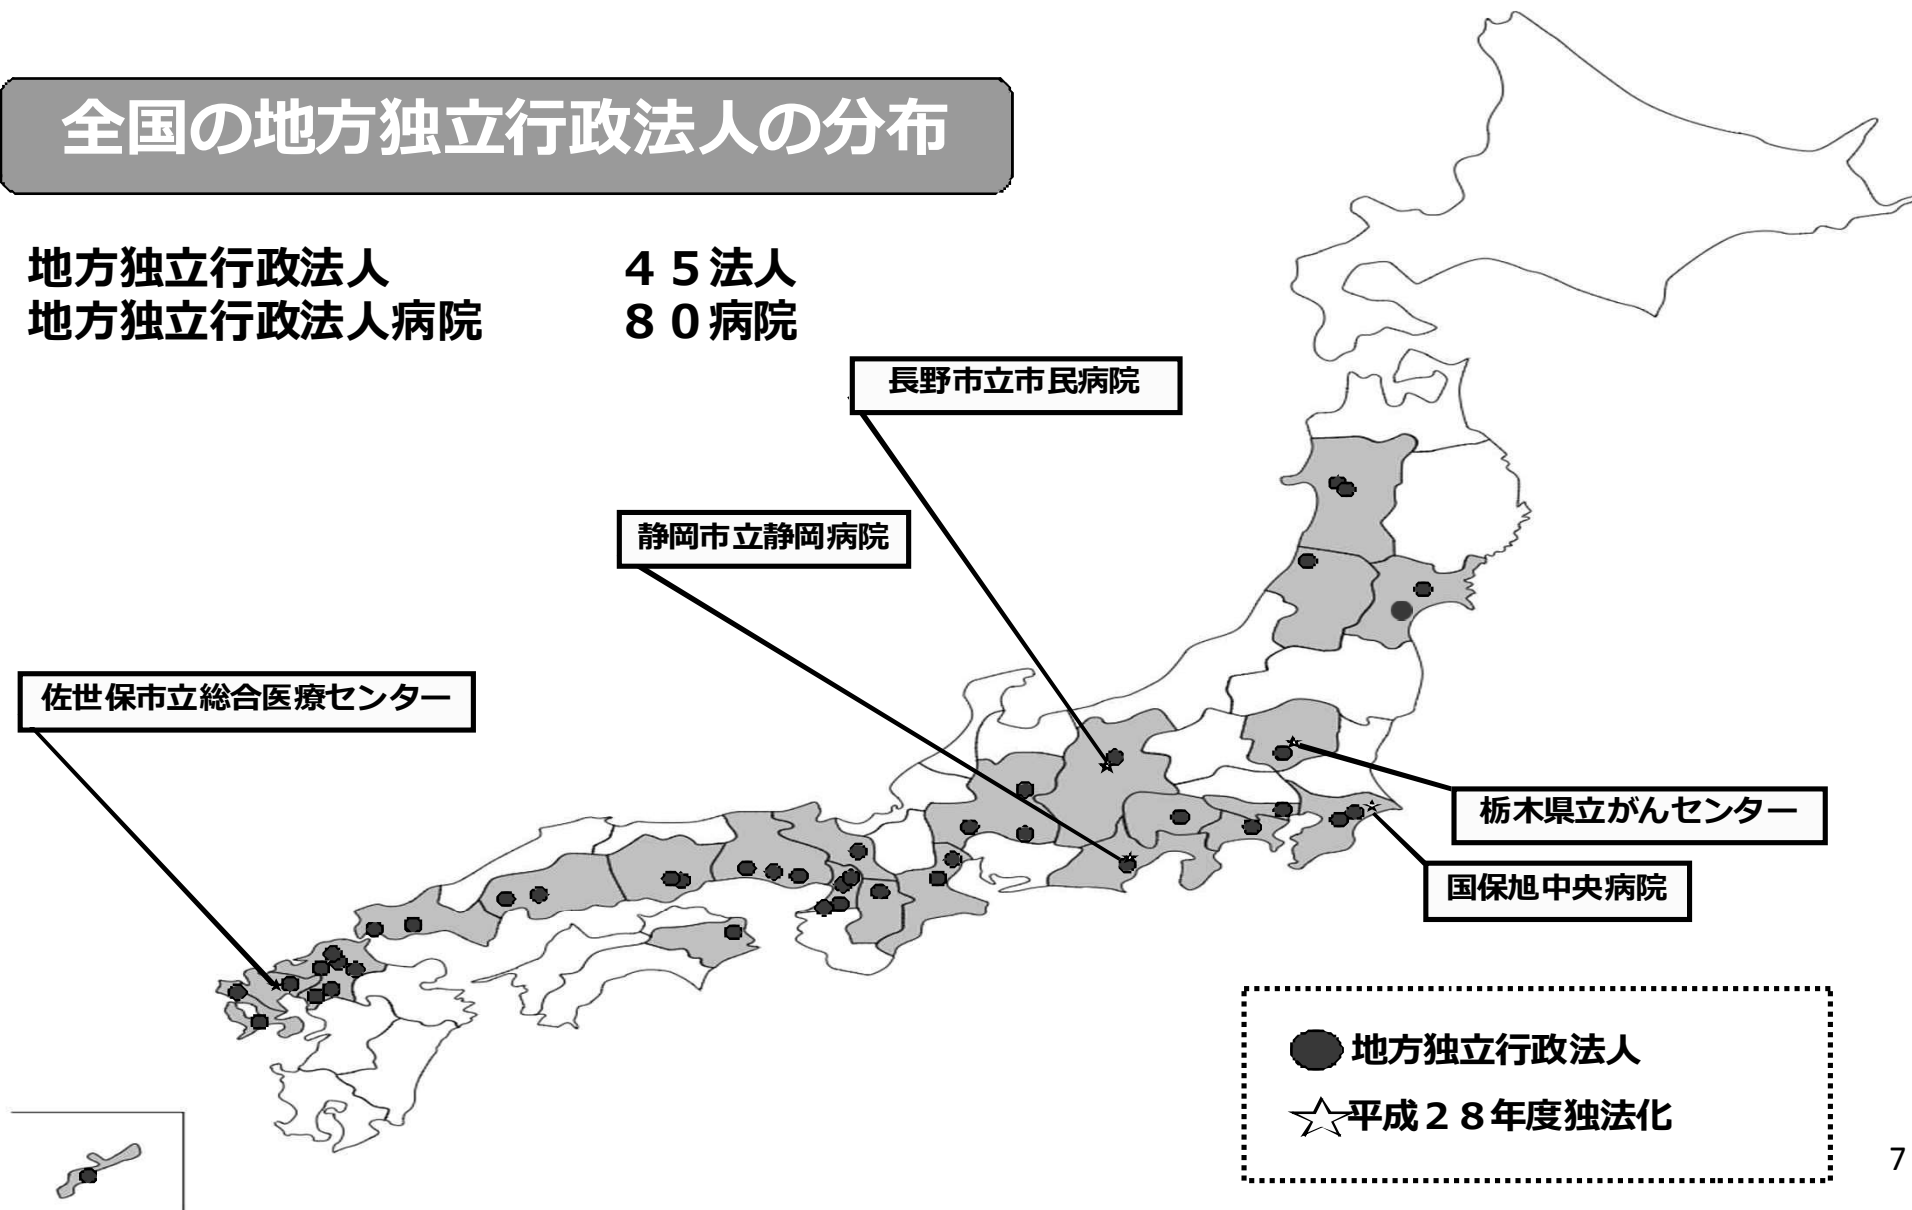 全国の地方独立行政法人の分布
地方独立行政法人 ４５法人
地方独立行政法人病院 ８０病院
長野市立市民病院
静岡市立静岡病院
佐世保市立総合医療センター
栃木県立がんセンター
国保旭中央病院
地方独立行政法人
平成２８年度独法化
7